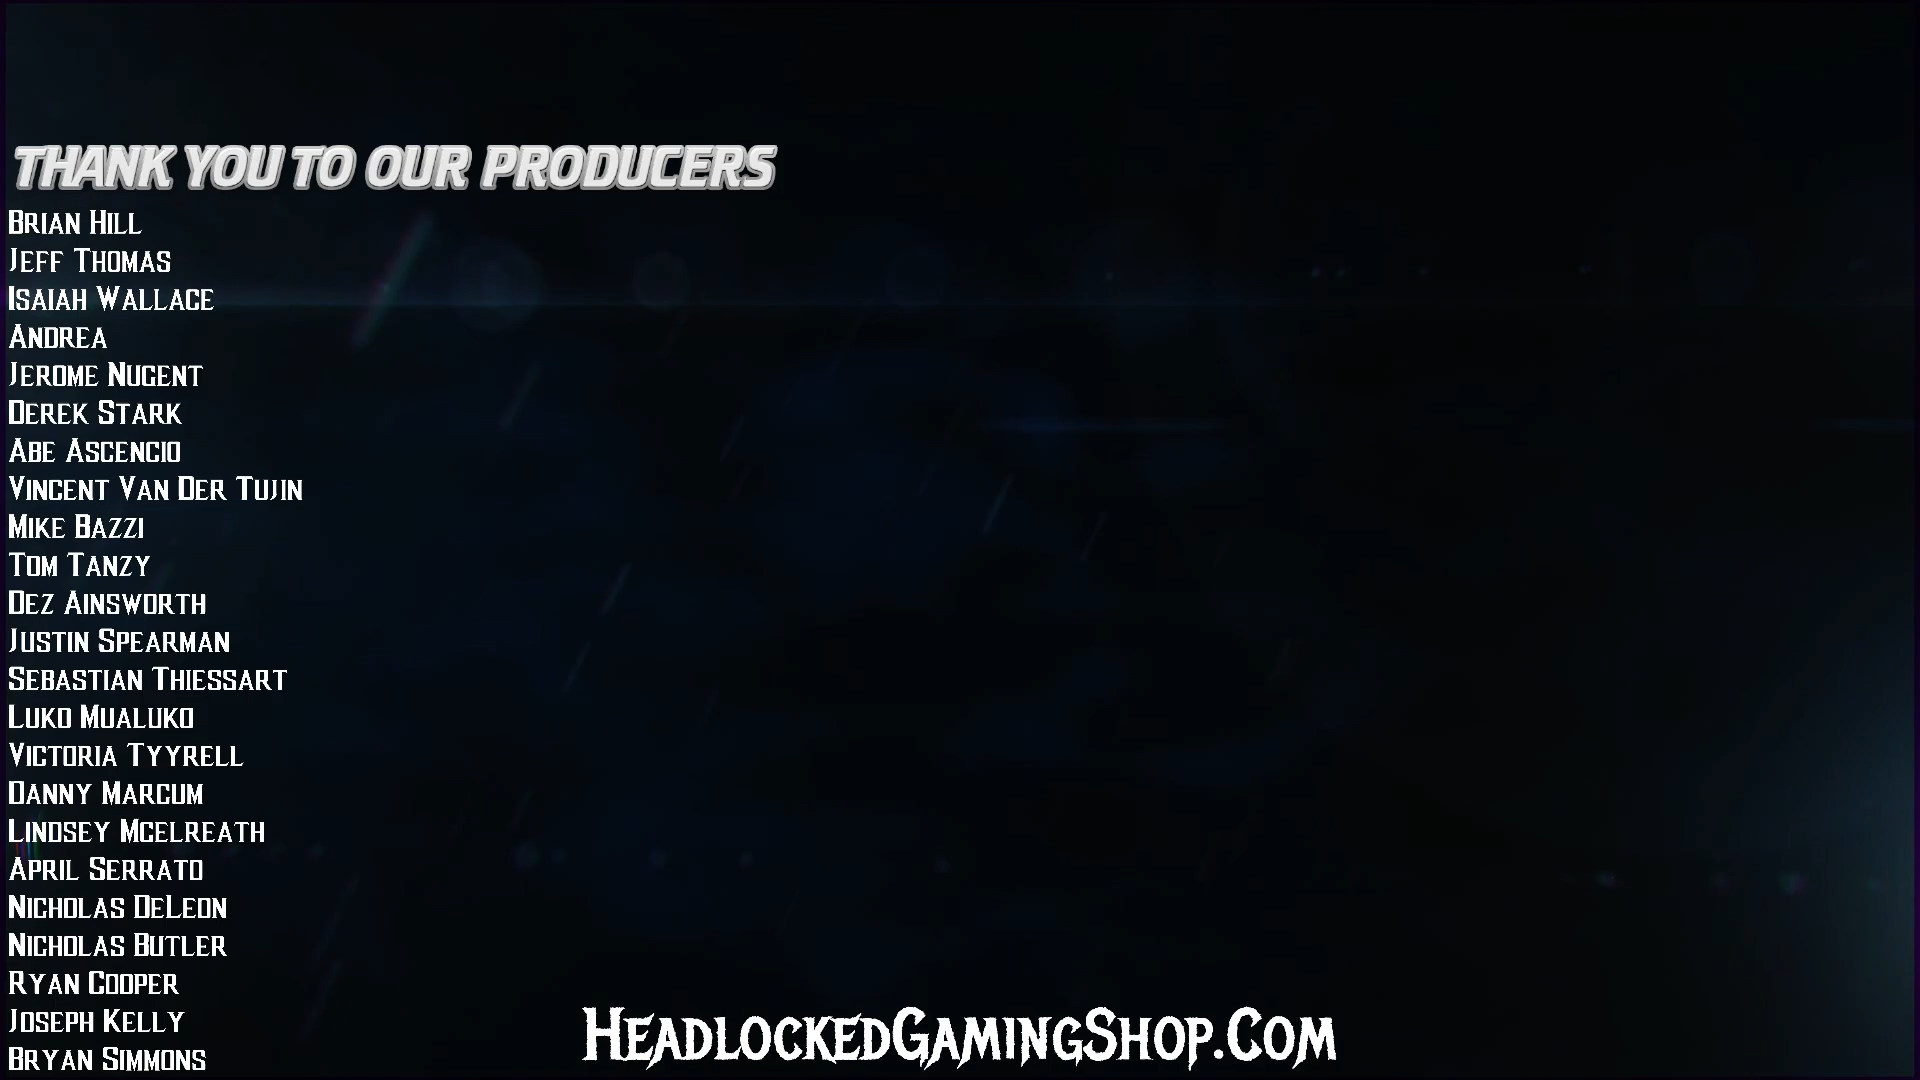 THANK YOU TO OUR PRODUCERS
BRIAN HILL
JEFF THOMAS
ISAIAH WALLACE
ANDREA
JEROME NUGENT
DEREK STARK
ABE ASCENCIO
VINCENT VAN DER TUJIN
MIKE BAZZI
TOM TANZY
DEZ AINSWORTH
JUSTIN SPEARMAN
SEBASTIAN THIESSART
LUKO MUALUKO
VICTORIA TYYRELL
DANNY MARCUM
LINDSEY MCELREATH
APRIL SERRATO
NICHOLAS DELEON
NICHOLAS BUTLER
RYAN COOPER
JOSEPH KELLY
BRYAN SIMMONS
HEADLOCKEDGAMINGSHOP.COM